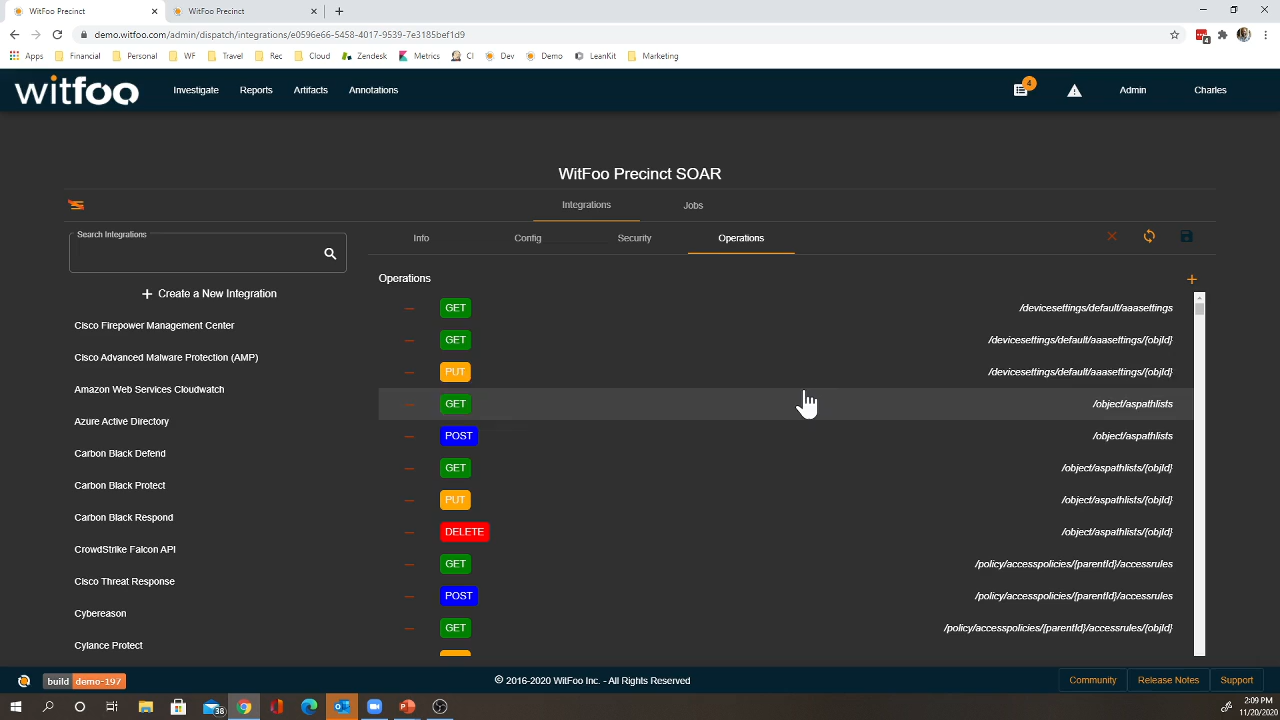 WitFoo Precinct
WitFoo Precinct
demo.witfoo.com/admin/dispatch/integrations/e0596e66-5458-4017-9539-7e3185bef1d9
4
Apps Financial Personal WF Travel Rec Cloud Zendesk Metrics CI Dev Demo LeanKit Marketing
witfoo Investigate Reports Artifacts Annotations 4 Admin Charles
WitFoo Precinct SOAR
Integrations Jobs
Search Integrations
Info Config Security Operations
Operations
+ Create a New Integration
Cisco Firepower Management Center
Cisco Advanced Malware Protection (AMP)
Amazon Web Services Cloudwatch
Azure Active Directory
Carbon Black Defend
Carbon Black Protect
Carbon Black Respond
CrowdStrike Falcon API
Cisco Threat Response
Cybereason
Cylance Protect
GET /devicesettings/default/aaasettings
GET /devicesettings/default/aaasettings/{objId}
PUT /devicesettings/default/aaasettings/{objId}
GET /object/aspathlists
POST /object/aspathlists
GET /object/aspathlists/{objId}
PUT /object/aspathlists/{objId}
DELETE /object/aspathlists/{objId}
GET /policy/accesspolicies/{parentId}/accessrules
POST /policy/accesspolicies/{parentId}/accessrules
GET /policy/accesspolicies/{parentId}/accessrules/{objId}
build demo-197 © 2016-2020 WitFoo Inc. - All Rights Reserved Community Release Notes Support
38
2:09 PM
11/20/2020